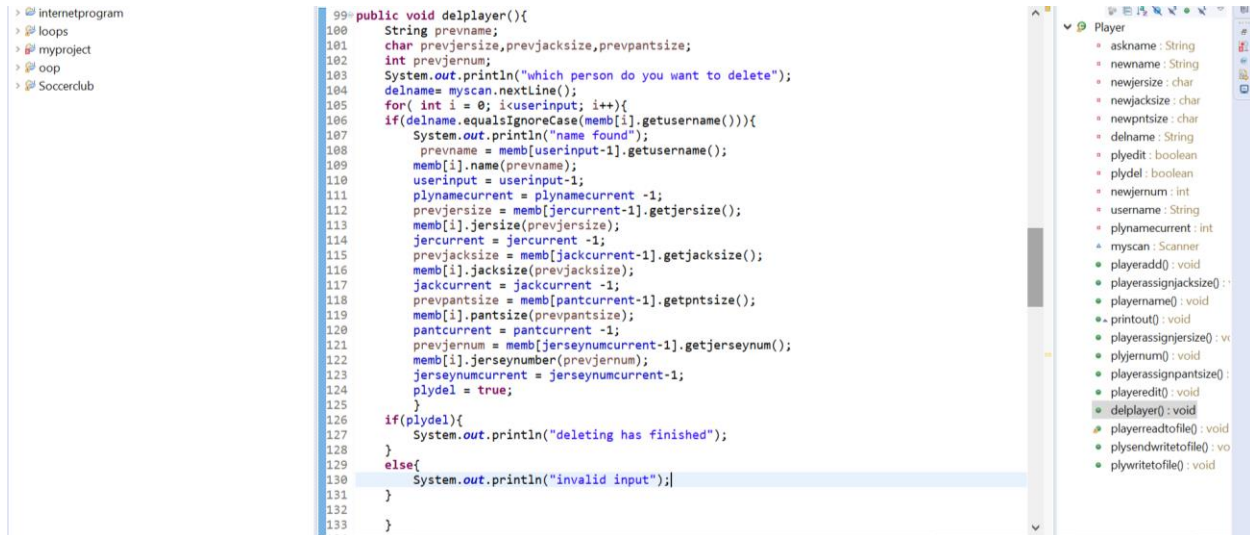 internetprogram
loops
myproject
oop
Soccerclub
99 public void delplayer(){
100 String prevname;
101 char prevjersize,prevjacksize,prevpantsize;
102 int prevjernum;
103 System.out.println("which person do you want to delete");
104 delname= myscan.nextLine();
105 for( int i = 0; i<userinput; i++){
106 if(delname.equalsIgnoreCase(memb[i].getusername())){
107 System.out.println("name found");
108 prevname = memb[userinput-1].getusername();
109 memb[i].name(prevname);
110 userinput = userinput-1;
111 plynamecurrent = plynamecurrent -1;
112 prevjersize = memb[jercurrent-1].getjersize();
113 memb[i].jersize(prevjersize);
114 jercurrent = jercurrent -1;
115 prevjacksize = memb[jackcurrent-1].getjacksize();
116 memb[i].jacksize(prevjacksize);
117 jackcurrent = jackcurrent -1;
118 prevpantsize = memb[pantcurrent-1].getpntsize();
119 memb[i].pantsize(prevpantsize);
120 pantcurrent = pantcurrent -1;
121 prevjernum = memb[jerseynumcurrent-1].getjerseynum();
122 memb[i].jerseynumber(prevjernum);
123 jerseynumcurrent = jerseynumcurrent-1;
124 plydel = true;
125 }
126 if(plydel){
127 System.out.println("deleting has finished");
128 }
129 else{
130 System.out.println("invalid input");
131 }
132
133 }
Player
askname : String
newname : String
newjersize : char
newjacksize : char
newpntsize : char
delname : String
plyedit : boolean
plydel : boolean
newjernum : int
username : String
plynamecurrent : int
myscan : Scanner
playeradd() : void
playerassignjacksize() :
playername() : void
printout() : void
playerassignjersize() : vo
plyjernum() : void
playerassignpantsize() :
playeredit() : void
delplayer() : void
playerreadtofile() : void
plysendwritetofile() : vo
plywritetofile() : void